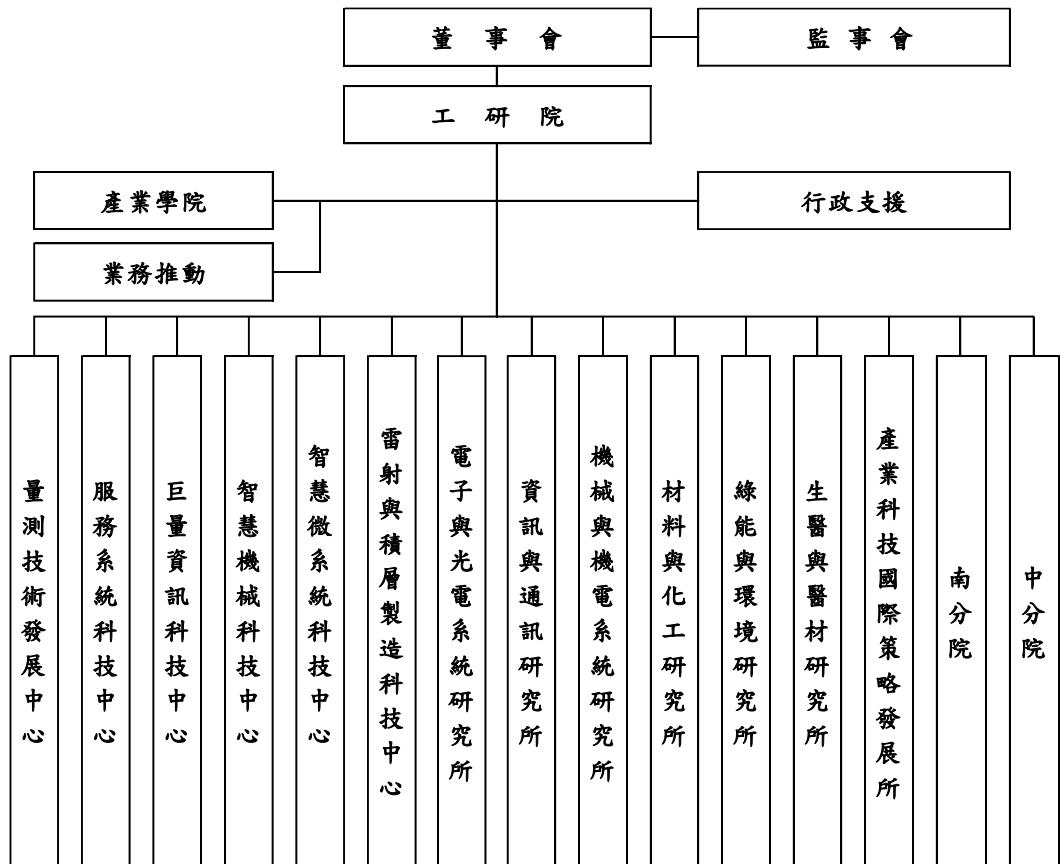 董事會
監事會
工研院
產業學院
行政支援
業務推動
量測技術發展中心
服務系統科技中心
巨量資訊科技中心
智慧機械科技中心
智慧微系統科技中心
雷射與積層製造科技中心
電子與光電系統研究所
資訊與通訊研究所
機械與機電系統研究所
材料與化工研究所
綠能與環境研究所
生醫與醫材研究所
產業科技國際策略發展所
南分院
中分院